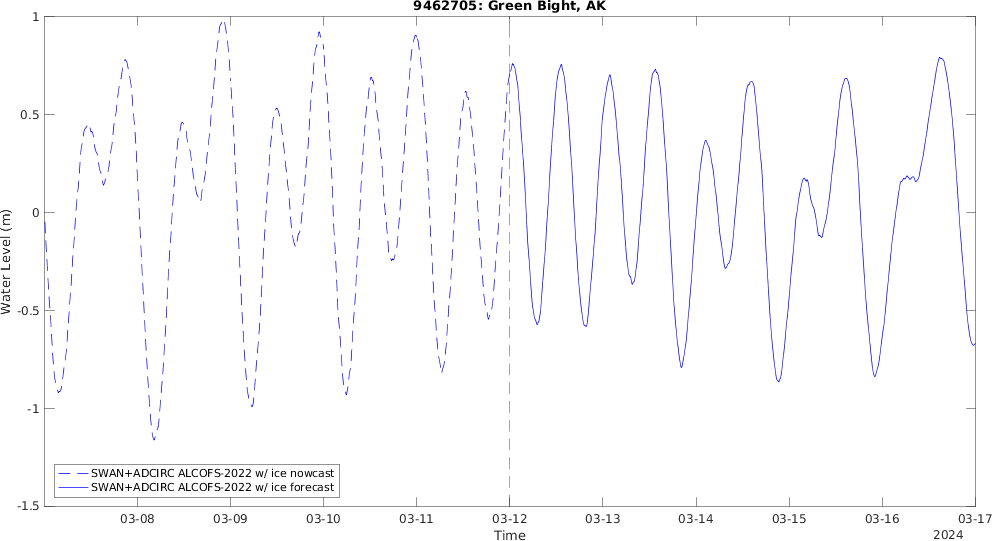 9462705: Green Bight, AK
1
0.5
0
-0.5
-1
-1.5
Water Level (m)
SWAN+ADCIRC ALCOFS-2022 w/ ice nowcast
SWAN+ADCIRC ALCOFS-2022 w/ ice forecast
03-08 03-09 03-10 03-11 03-12 03-13 03-14 03-15 03-16 03-17
Time
2024